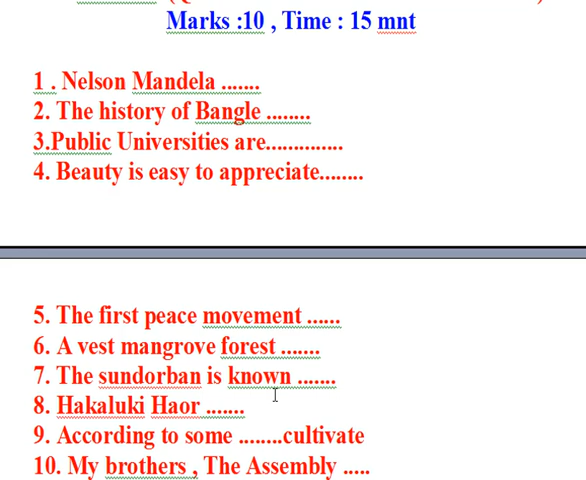 Marks :10 , Time : 15 mnt
1 . Nelson Mandela .......
2. The history of Bangle ........
3.Public Universities are..............
4. Beauty is easy to appreciate........
5. The first peace movement ......
6. A vest mangrove forest .......
7. The sundorban is known .......
8. Hakaluki Haor .......
9. According to some ........cultivate
10. My brothers , The Assembly .....